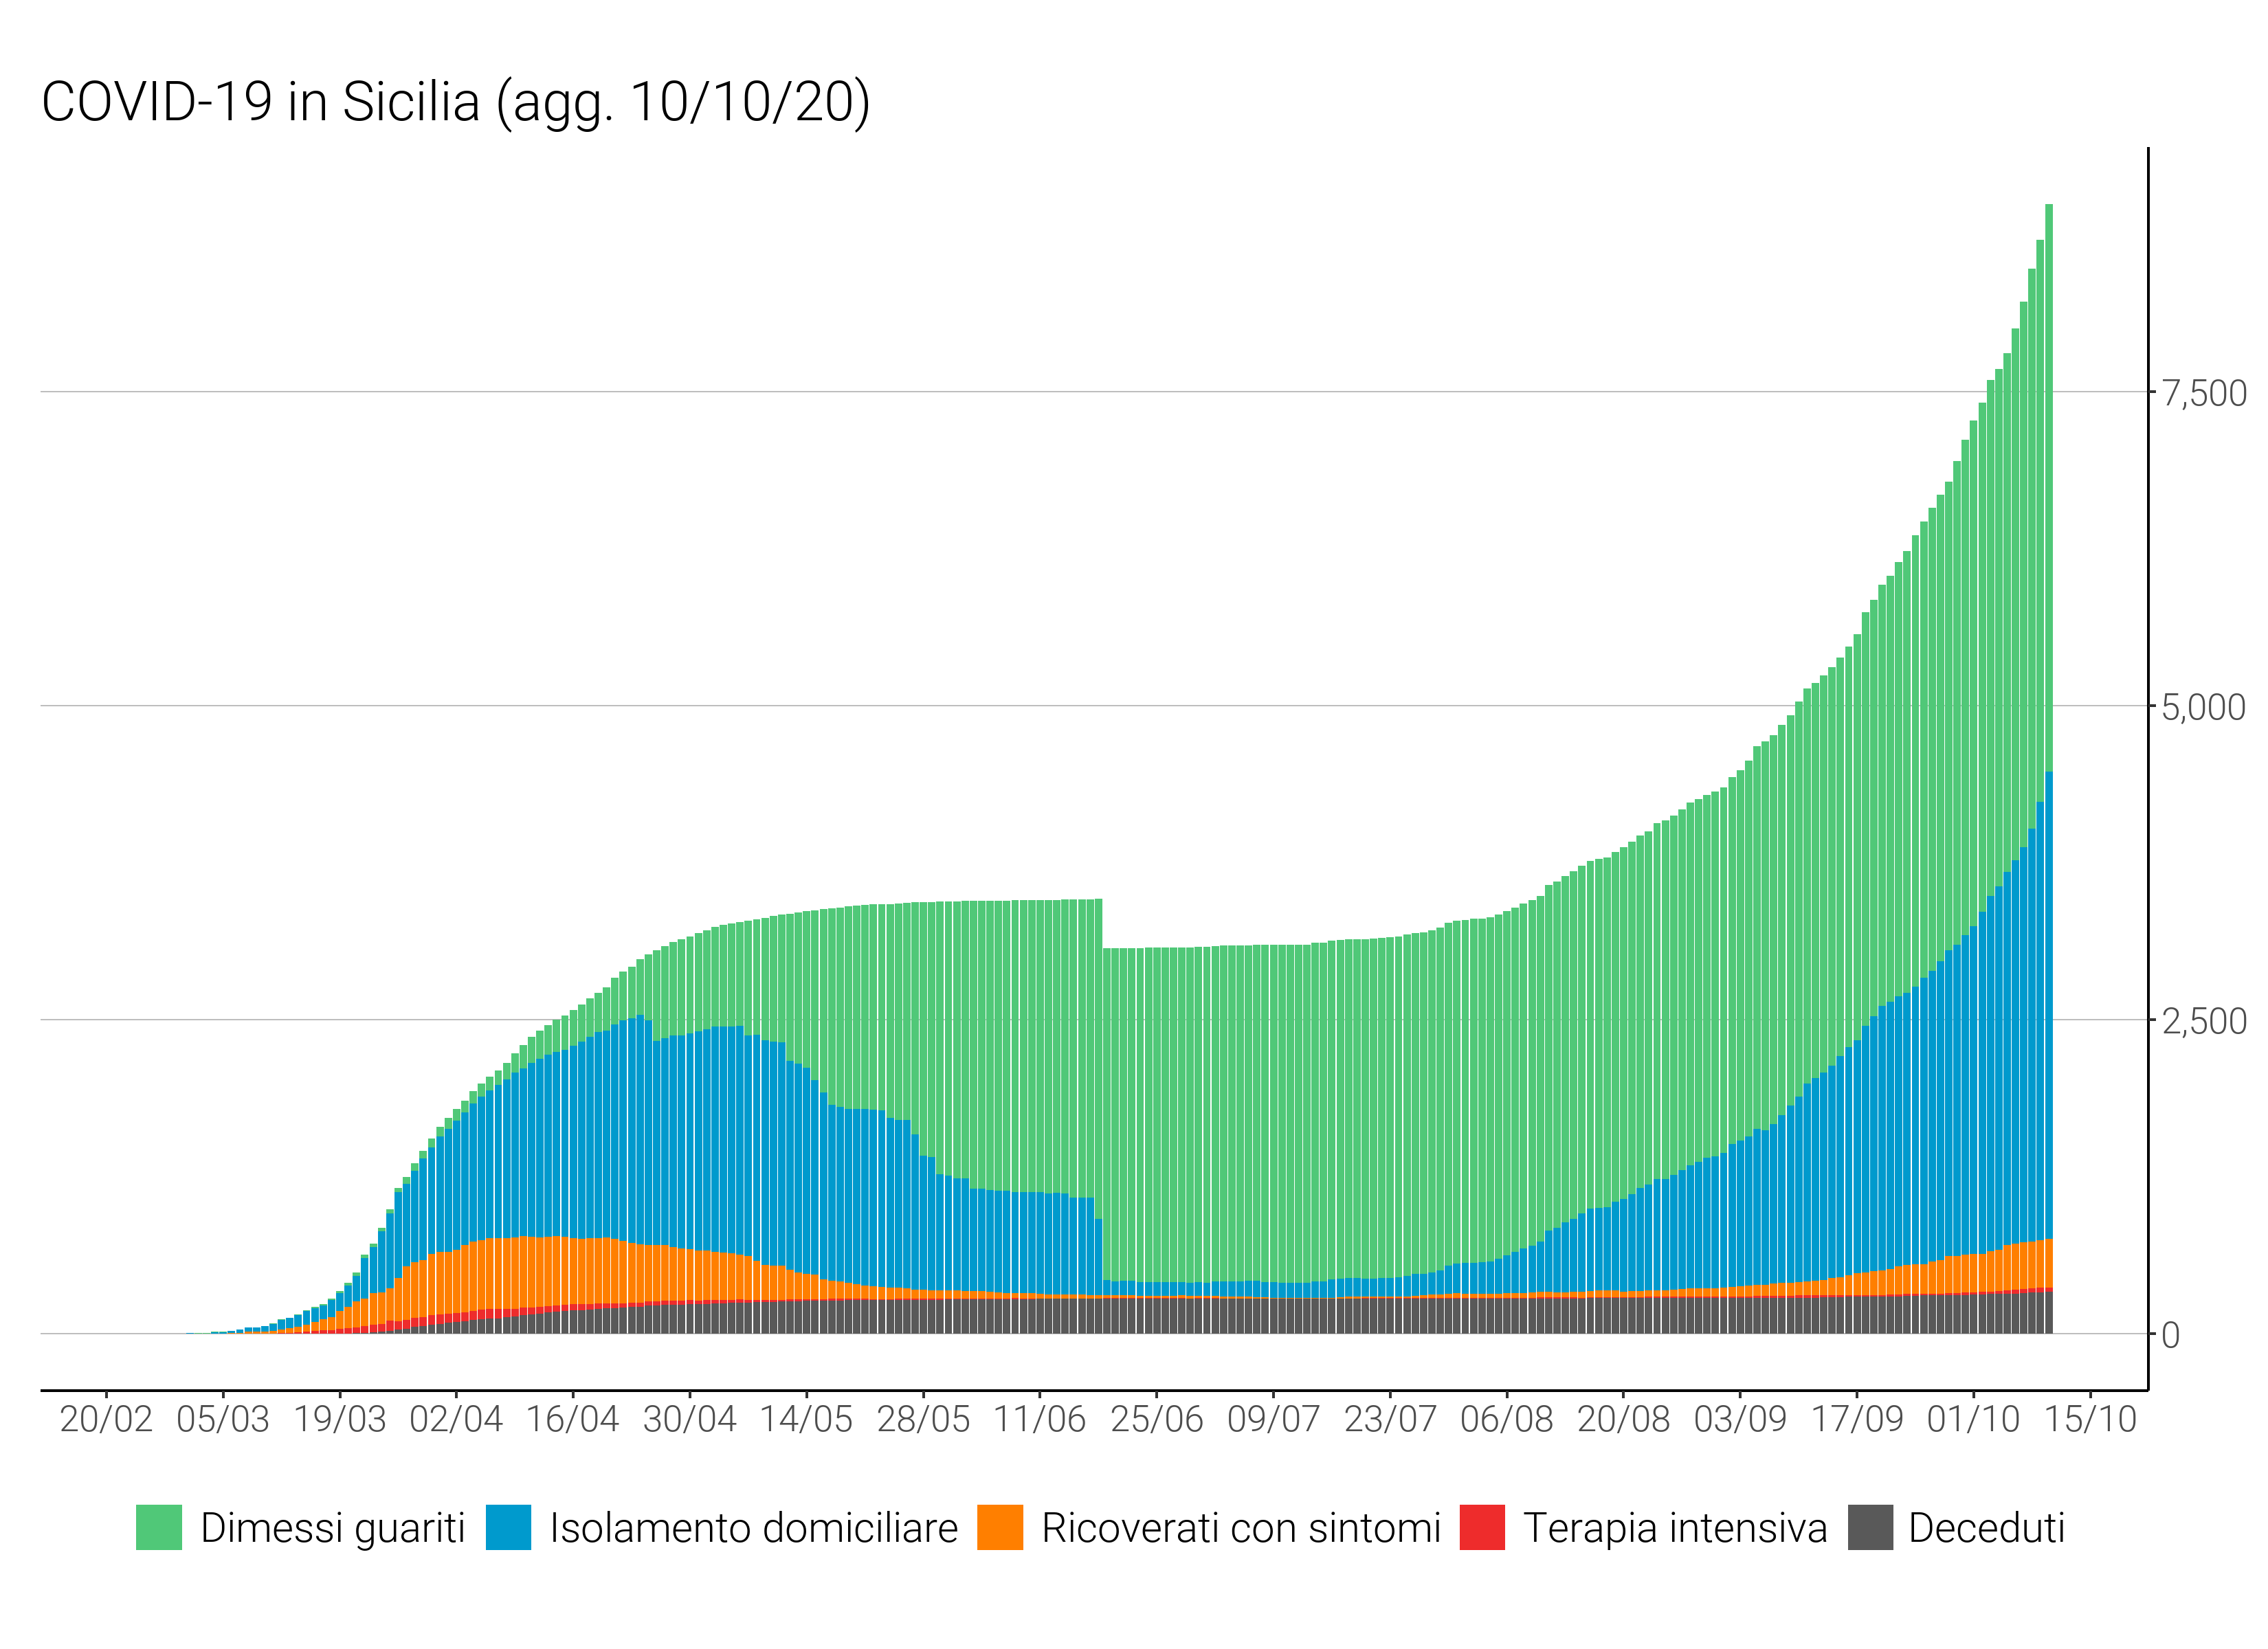 COVID-19 in Sicilia (agg. 10/10/20)
7,500
5,000
2,500
0
20/02 05/03 19/03 02/04 16/04 30/04 14/05 28/05 11/06 25/06 09/07 23/07 06/08 20/08 03/09 17/09 01/10 15/10
Dimessi guariti Isolamento domiciliare Ricoverati con sintomi Terapia intensiva Deceduti